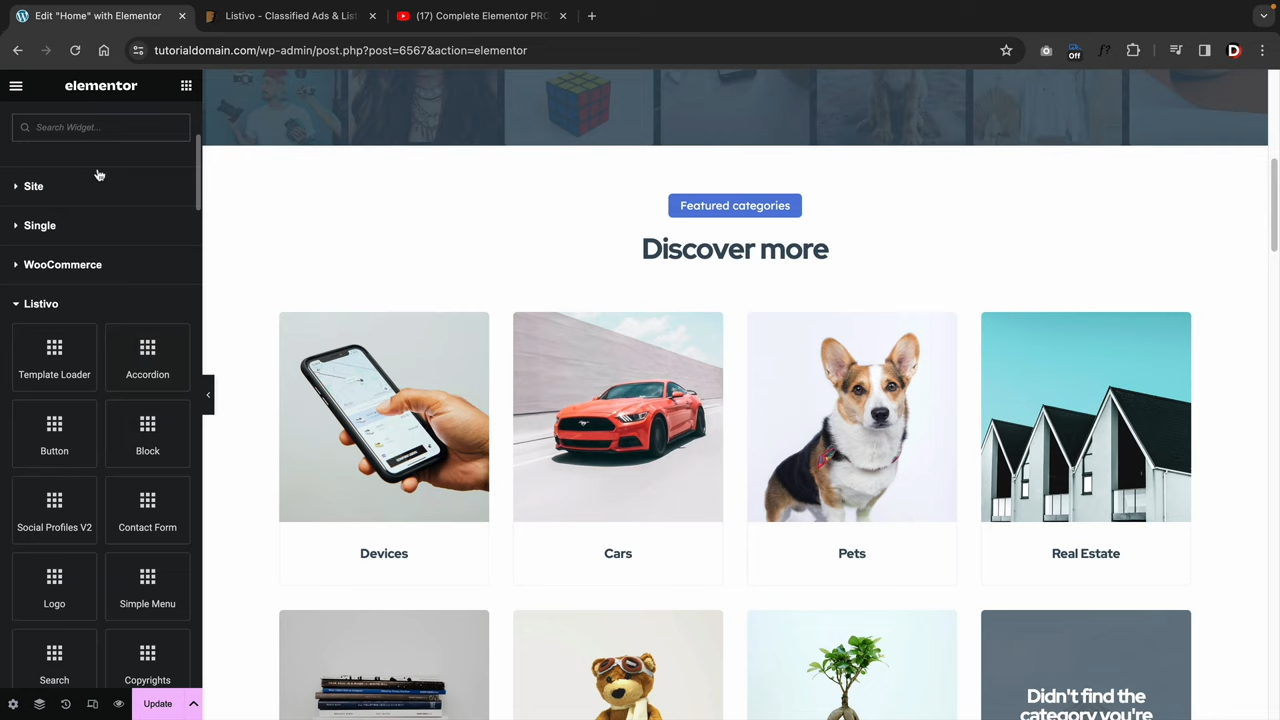 Edit "Home" with Elementor
Listivo - Classified Ads & List
(17) Complete Elementor PRO
tutorialdomain.com/wp-admin/post.php?post=6567&action=elementor
Off
elementor
Search Widget...
Site
Single
WooCommerce
Listivo
Template Loader
Accordion
Button
Block
Social Profiles V2
Contact Form
Logo
Simple Menu
Search
Copyrights
Featured categories
Discover more
Devices
Cars
Pets
Real Estate
Didn't find the
category you're